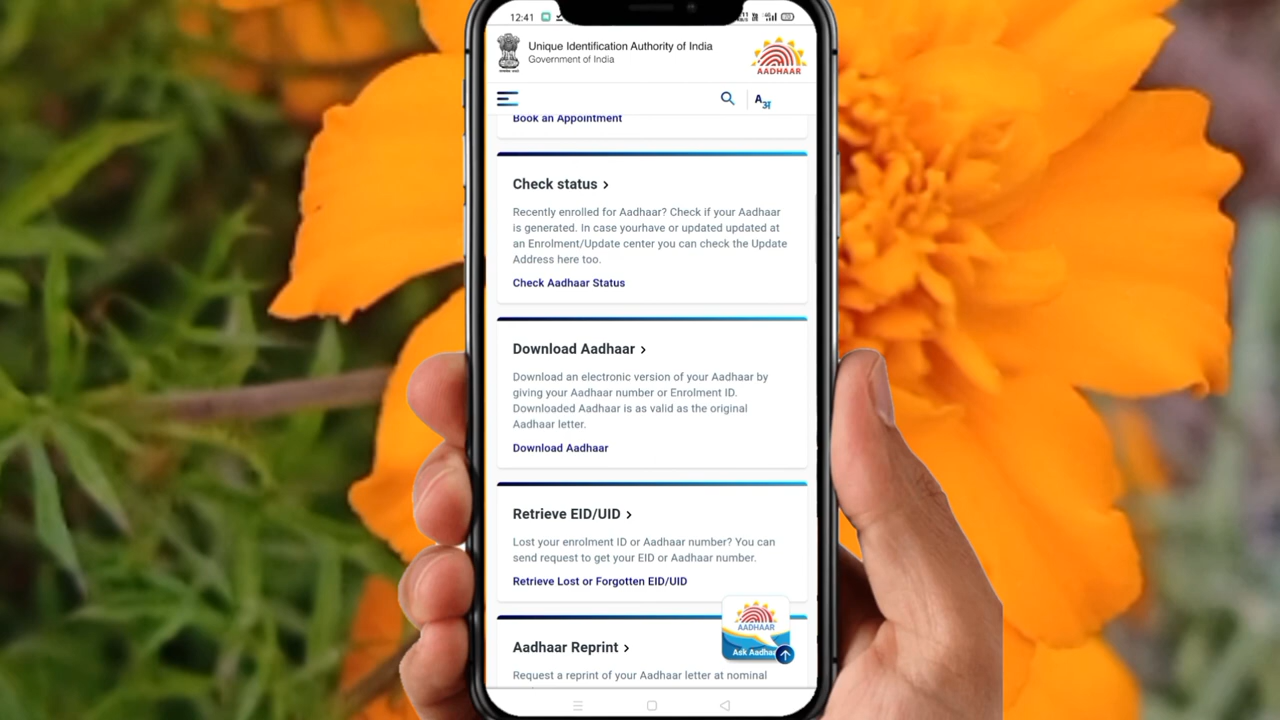 12:41
Unique Identification Authority of India
Government of India
AADHAAR
A अ
Book an Appointment
Check status >
Recently enrolled for Aadhaar? Check if your Aadhaar
is generated. In case yourhave or updated updated at
an Enrolment/Update center you can check the Update
Address here too.
Check Aadhaar Status
Download Aadhaar >
Download an electronic version of your Aadhaar by
giving your Aadhaar number or Enrolment ID.
Downloaded Aadhaar is as valid as the original
Aadhaar letter.
Download Aadhaar
Retrieve EID/UID >
Lost your enrolment ID or Aadhaar number? You can
send request to get your EID or Aadhaar number.
Retrieve Lost or Forgotten EID/UID
AADHAAR
Ask Aadhaa
Aadhaar Reprint >
Request a reprint of your Aadhaar letter at nominal